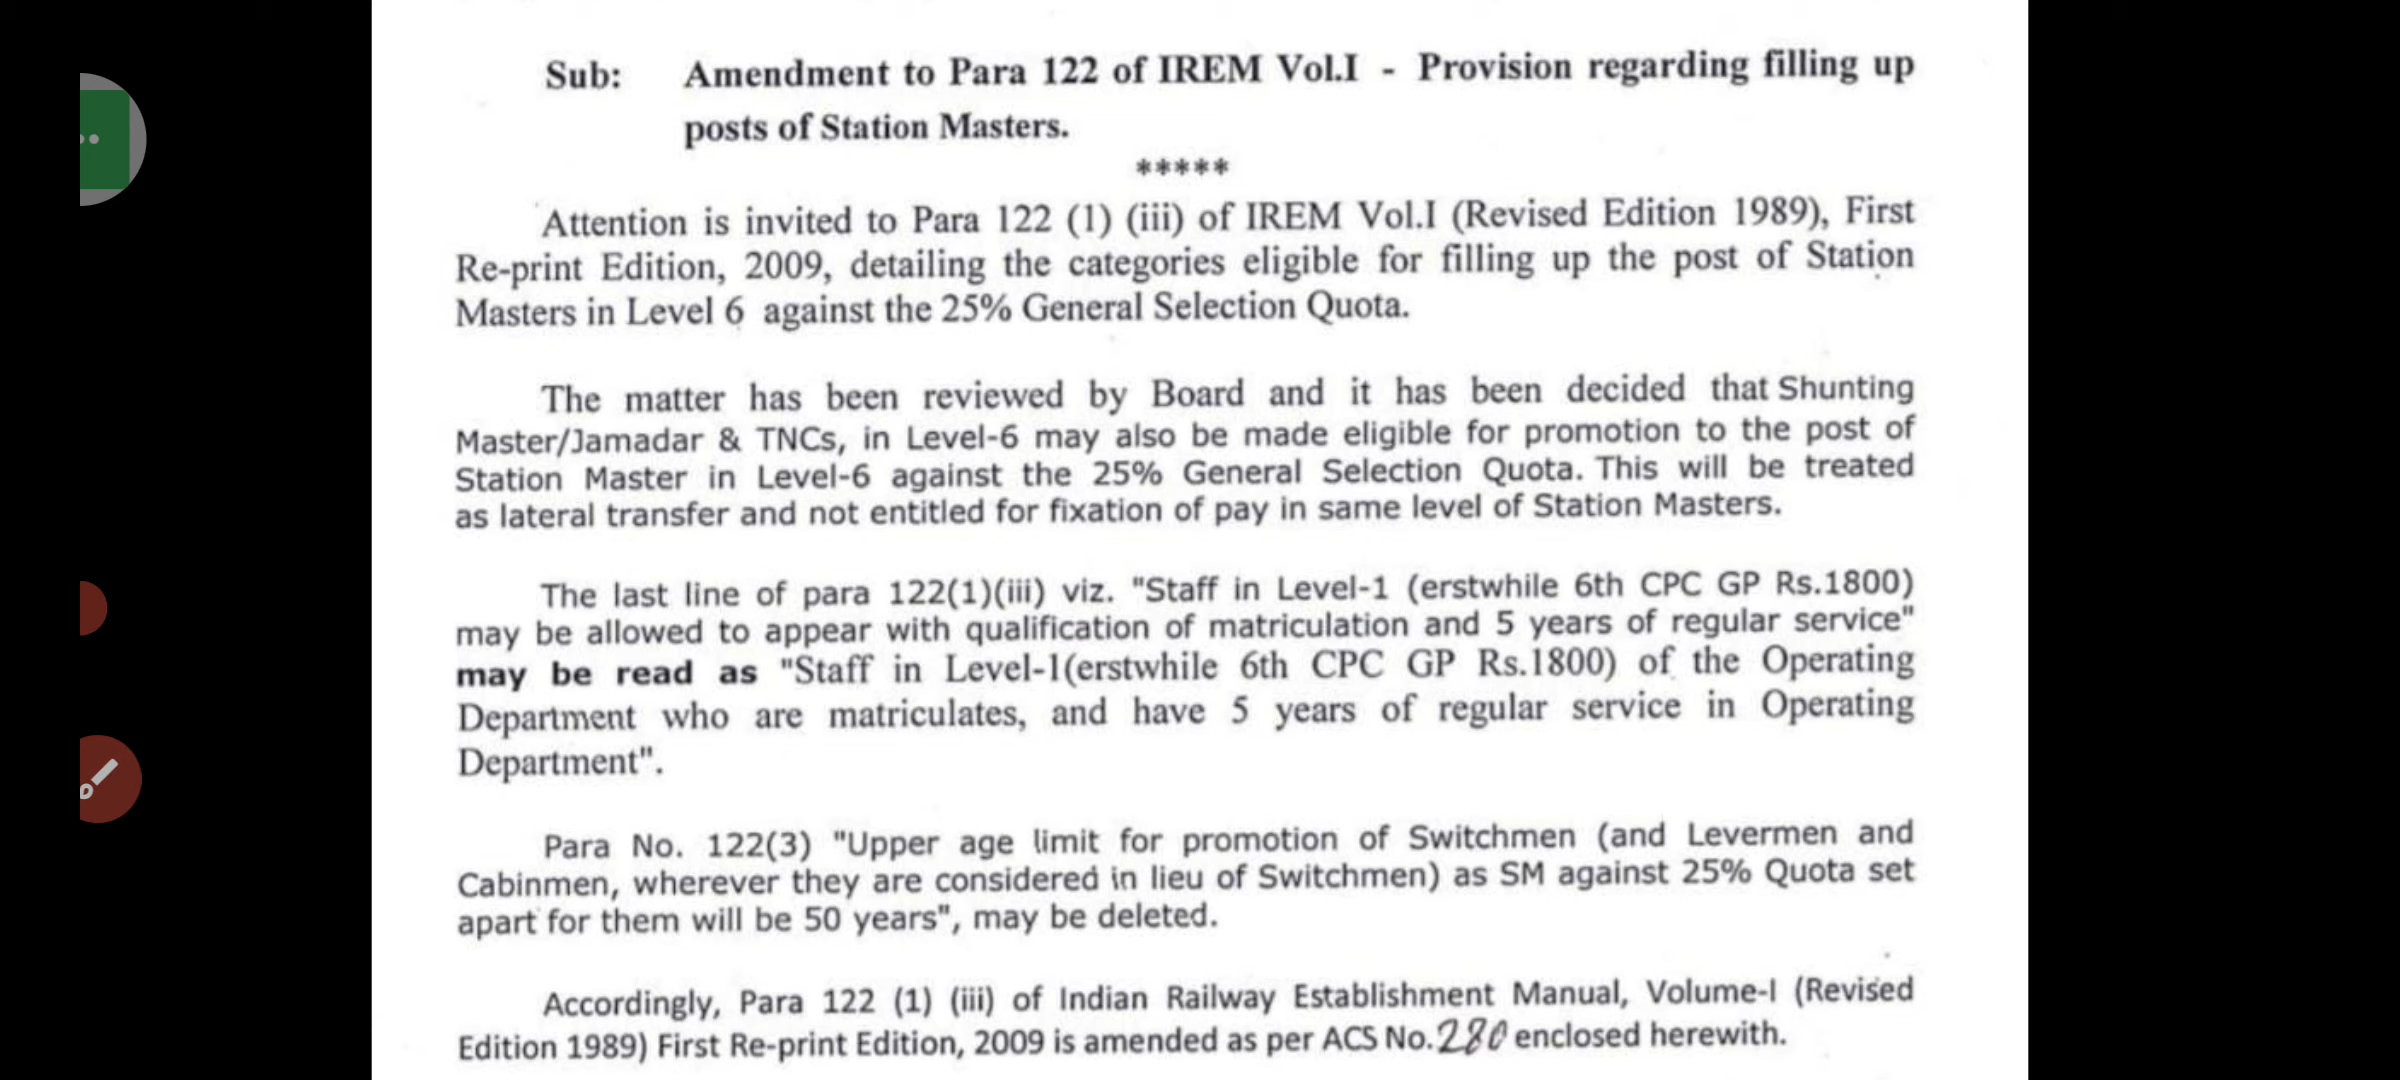 Sub: Amendment to Para 122 of IREM Vol.I - Provision regarding filling up
posts of Station Masters.
*****
Attention is invited to Para 122 (1) (iii) of IREM Vol.I (Revised Edition 1989), First
Re-print Edition, 2009, detailing the categories eligible for filling up the post of Station
Masters in Level 6 against the 25% General Selection Quota.
The matter has been reviewed by Board and it has been decided that Shunting
Master/Jamadar & TNCs, in Level-6 may also be made eligible for promotion to the post of
Station Master in Level-6 against the 25% General Selection Quota. This will be treated
as lateral transfer and not entitled for fixation of pay in same level of Station Masters.
The last line of para 122(1)(iii) viz. "Staff in Level-1 (erstwhile 6th CPC GP Rs.1800)
may be allowed to appear with qualification of matriculation and 5 years of regular service"
may be read as "Staff in Level-1(erstwhile 6th CPC GP Rs.1800) of the Operating
Department who are matriculates, and have 5 years of regular service in Operating
Department".
Para No. 122(3) "Upper age limit for promotion of Switchmen (and Levermen and
Cabinmen, wherever they are considered in lieu of Switchmen) as SM against 25% Quota set
apart for them will be 50 years", may be deleted.
Accordingly, Para 122 (1) (iii) of Indian Railway Establishment Manual, Volume-I (Revised
Edition 1989) First Re-print Edition, 2009 is amended as per ACS No. 280 enclosed herewith.